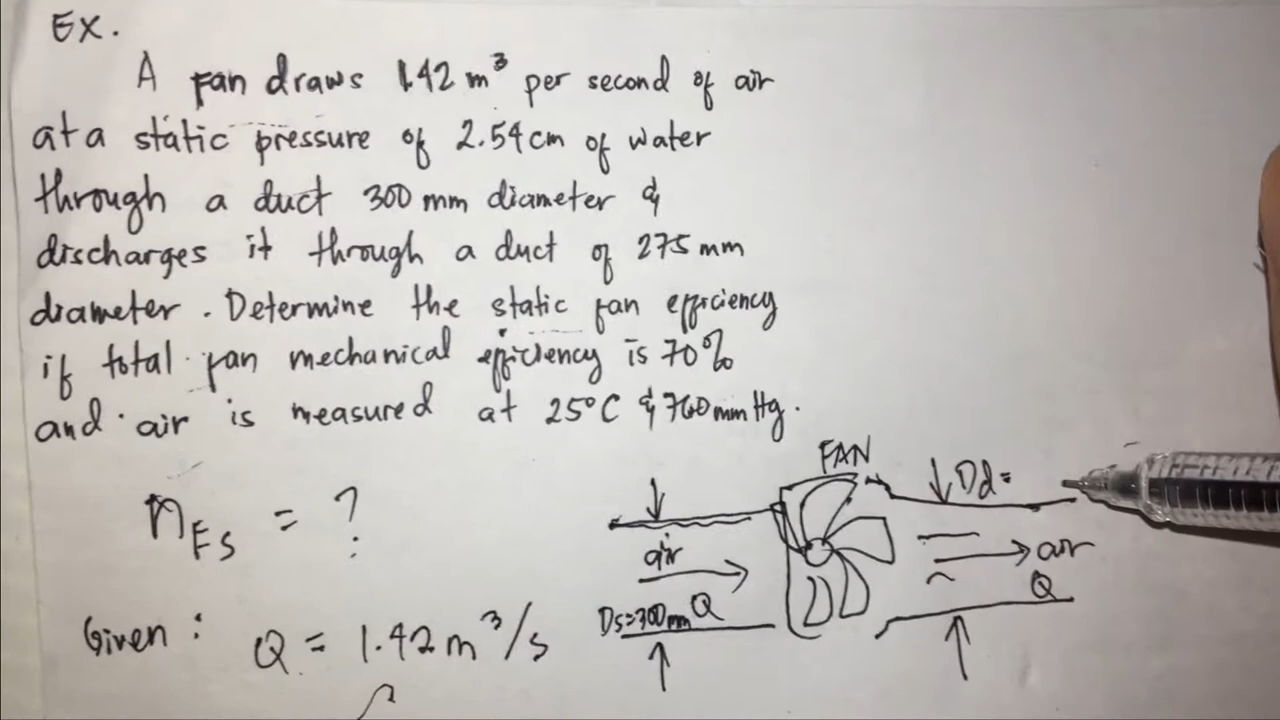 Ex.
A Fan draws 1.42 m³ per second of air
at a static pressure of 2.54 cm of water
through a duct 300 mm diameter &
discharges it through a duct of 275 mm
diameter. Determine the static fan efficiency
if total fan mechanical efficiency is 70%
and air is measured at 25°C & 760 mm Hg.
FAN
Dd =
ηFs = ?
air
air
Q
Ds=300mm Q
Given: Q = 1.42 m³/s